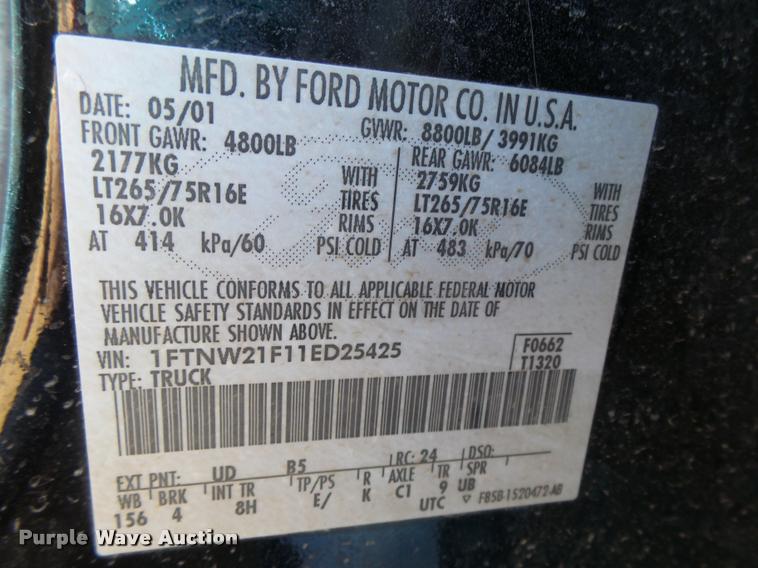 MFD. BY FORD MOTOR CO. IN U.S.A.
DATE: 05/01 GVWR: 8800LB/ 3991KG
FRONT GAWR: 4800LB REAR GAWR: 6084LB
2177KG WITH 2759KG WITH
LT265/75R16E TIRES LT265/75R16E TIRES
16X7.0K RIMS 16X7.0K RIMS
AT 414 kPa/60 PSI COLD AT 483 kPa/70 PSI COLD
THIS VEHICLE CONFORMS TO ALL APPLICABLE FEDERAL MOTOR
VEHICLE SAFETY STANDARDS IN EFFECT ON THE DATE OF
MANUFACTURE SHOWN ABOVE.
VIN: 1FTNW21F11ED25425 F0662
TYPE: TRUCK T1320
EXT PNT: UD B5 RC: 24 DSO:
WB BRK INT TR TP/PS R AXLE TR SPR
156 4 8H E/ K C1 9 UB
UTC ▽ F85B-1520472-AB
Purple Wave Auction